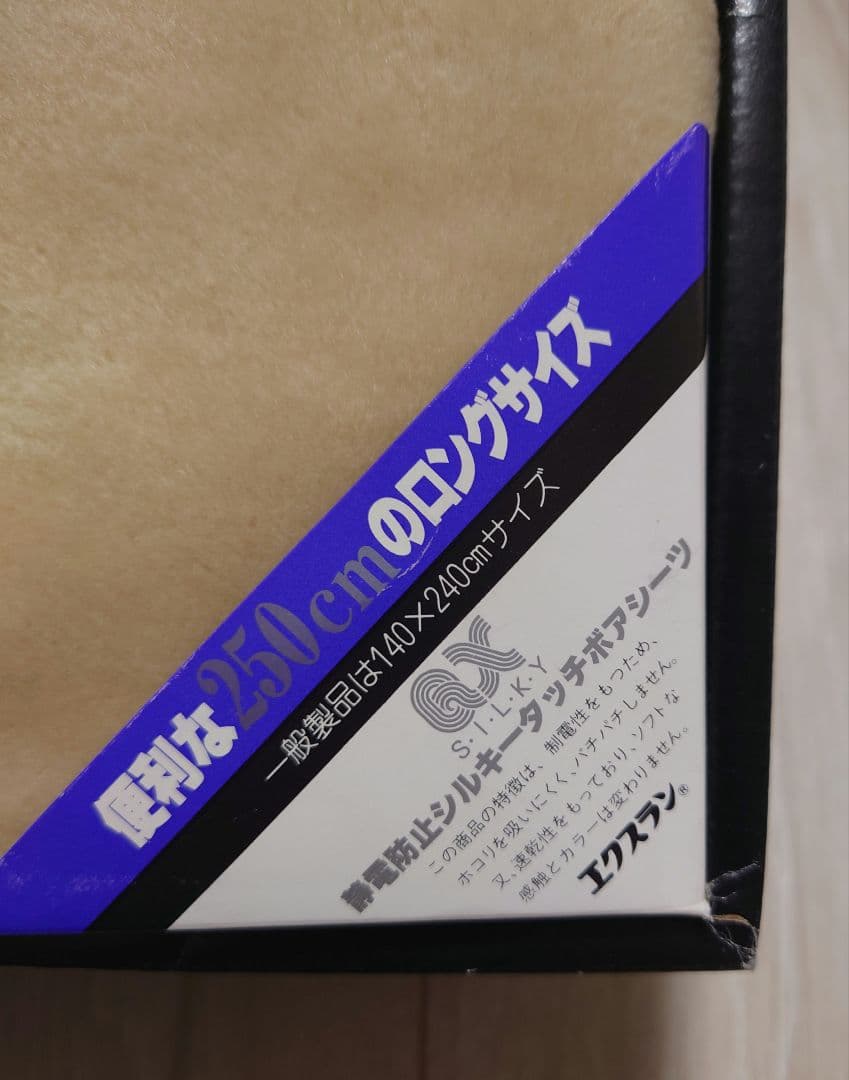 便利な250cmのロングサイズ
一般製品は140×240cmサイズ
S・I・L・K・Y
静電防止シルキータッチボアシーツ
この商品の特徴は、制電性をもつため、
ホコリを吸いにくく、パチパチしません。
又、速乾性をもっており、ソフトな
感触とカラーは変わりません。
エクスラン®